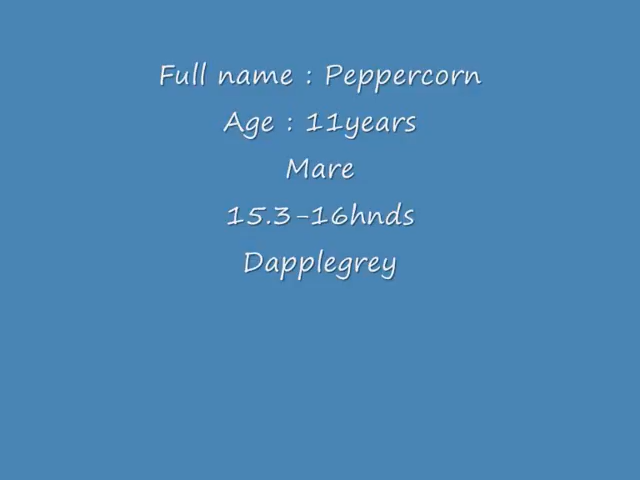 Full name : Peppercorn
Age : 11years
Mare
15.3-16hnds
Dapplegrey